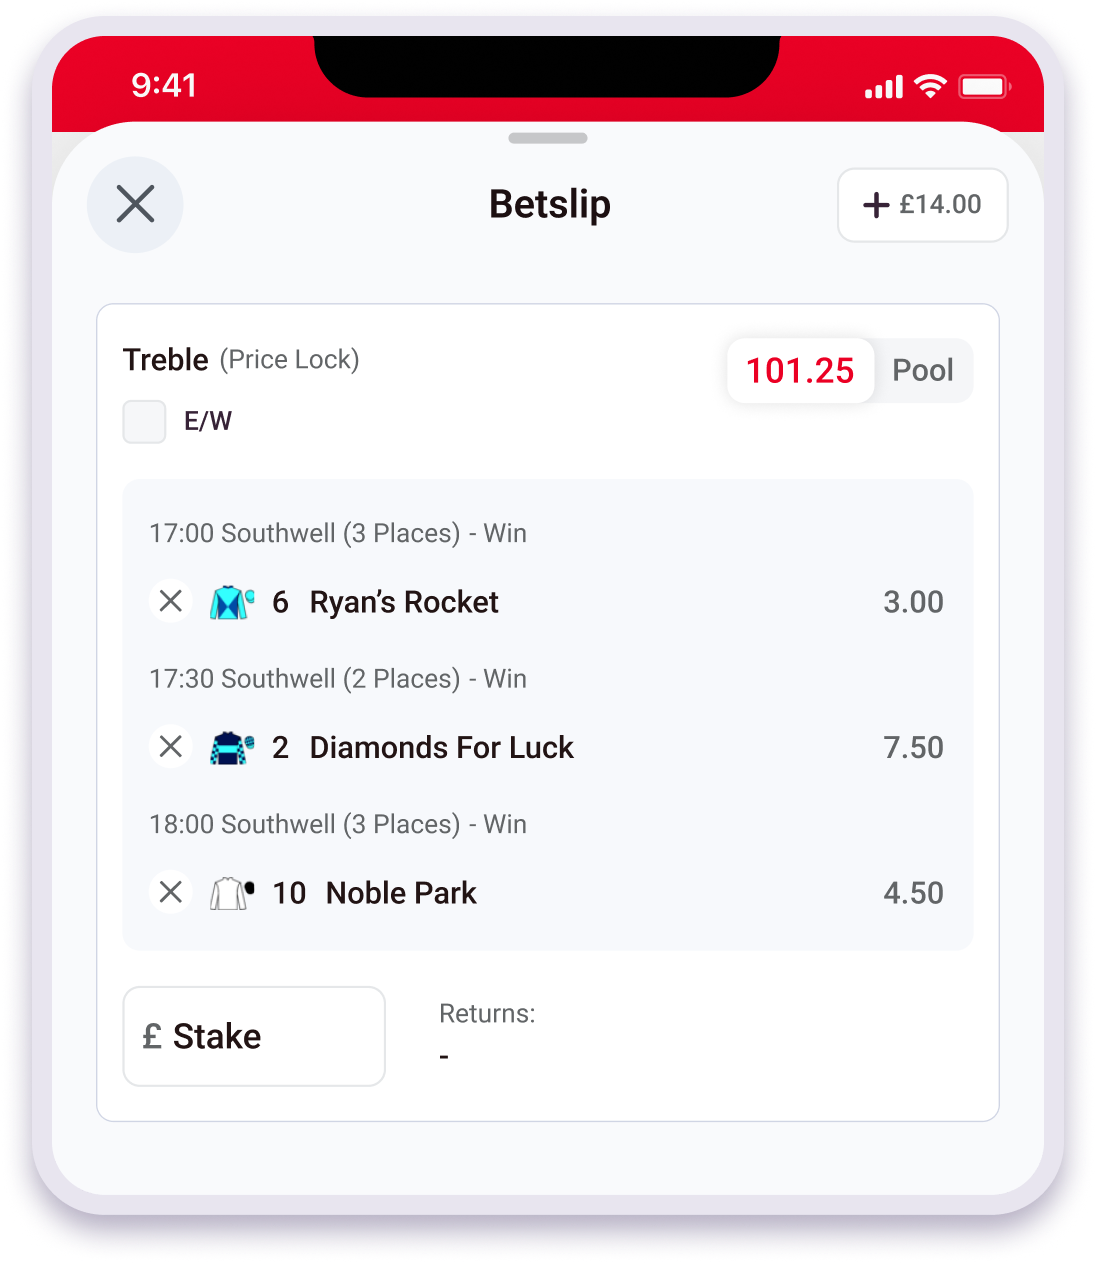 9:41
Betslip
+ £14.00
Treble (Price Lock)
101.25 Pool
E/W
17:00 Southwell (3 Places) - Win
6 Ryan’s Rocket 3.00
17:30 Southwell (2 Places) - Win
2 Diamonds For Luck 7.50
18:00 Southwell (3 Places) - Win
10 Noble Park 4.50
£ Stake
Returns:
-